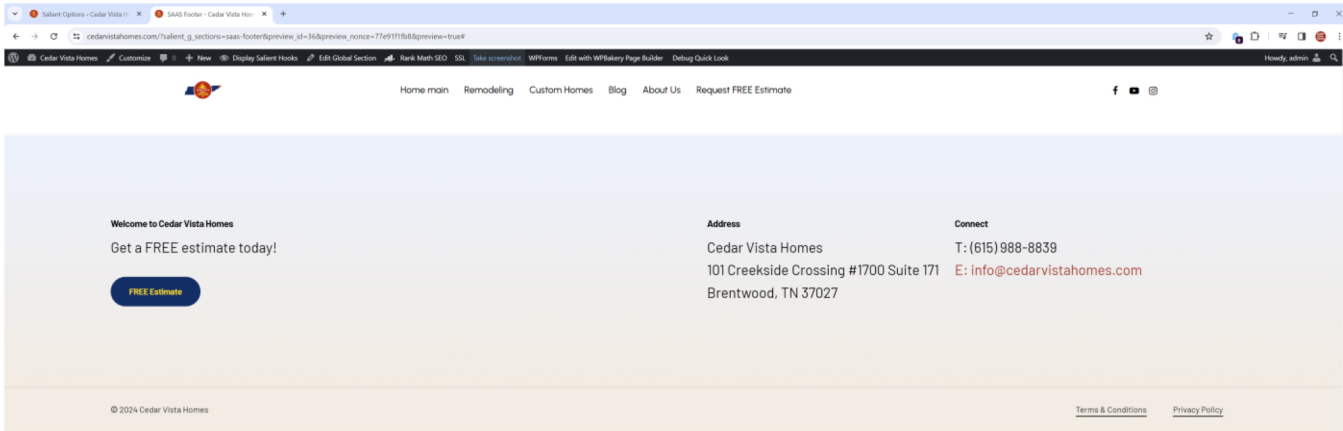 Salient Options ‹ Cedar Vista H
SAAS Footer - Cedar Vista Hom
cedarvistahomes.com/?salient_g_sections=saas-footer&preview_id=36&preview_nonce=77e91f1fb8&preview=true#
Cedar Vista Homes Customize 0 New Display Salient Hooks Edit Global Section Rank Math SEO SSL Take screenshot WPForms Edit with WPBakery Page Builder Debug Quick Look Howdy, admin
Home main Remodeling Custom Homes Blog About Us Request FREE Estimate
Welcome to Cedar Vista Homes
Get a FREE estimate today!
FREE Estimate
Address
Cedar Vista Homes
101 Creekside Crossing #1700 Suite 171
Brentwood, TN 37027
Connect
T: (615) 988-8839
E: info@cedarvistahomes.com
© 2024 Cedar Vista Homes
Terms & Conditions Privacy Policy